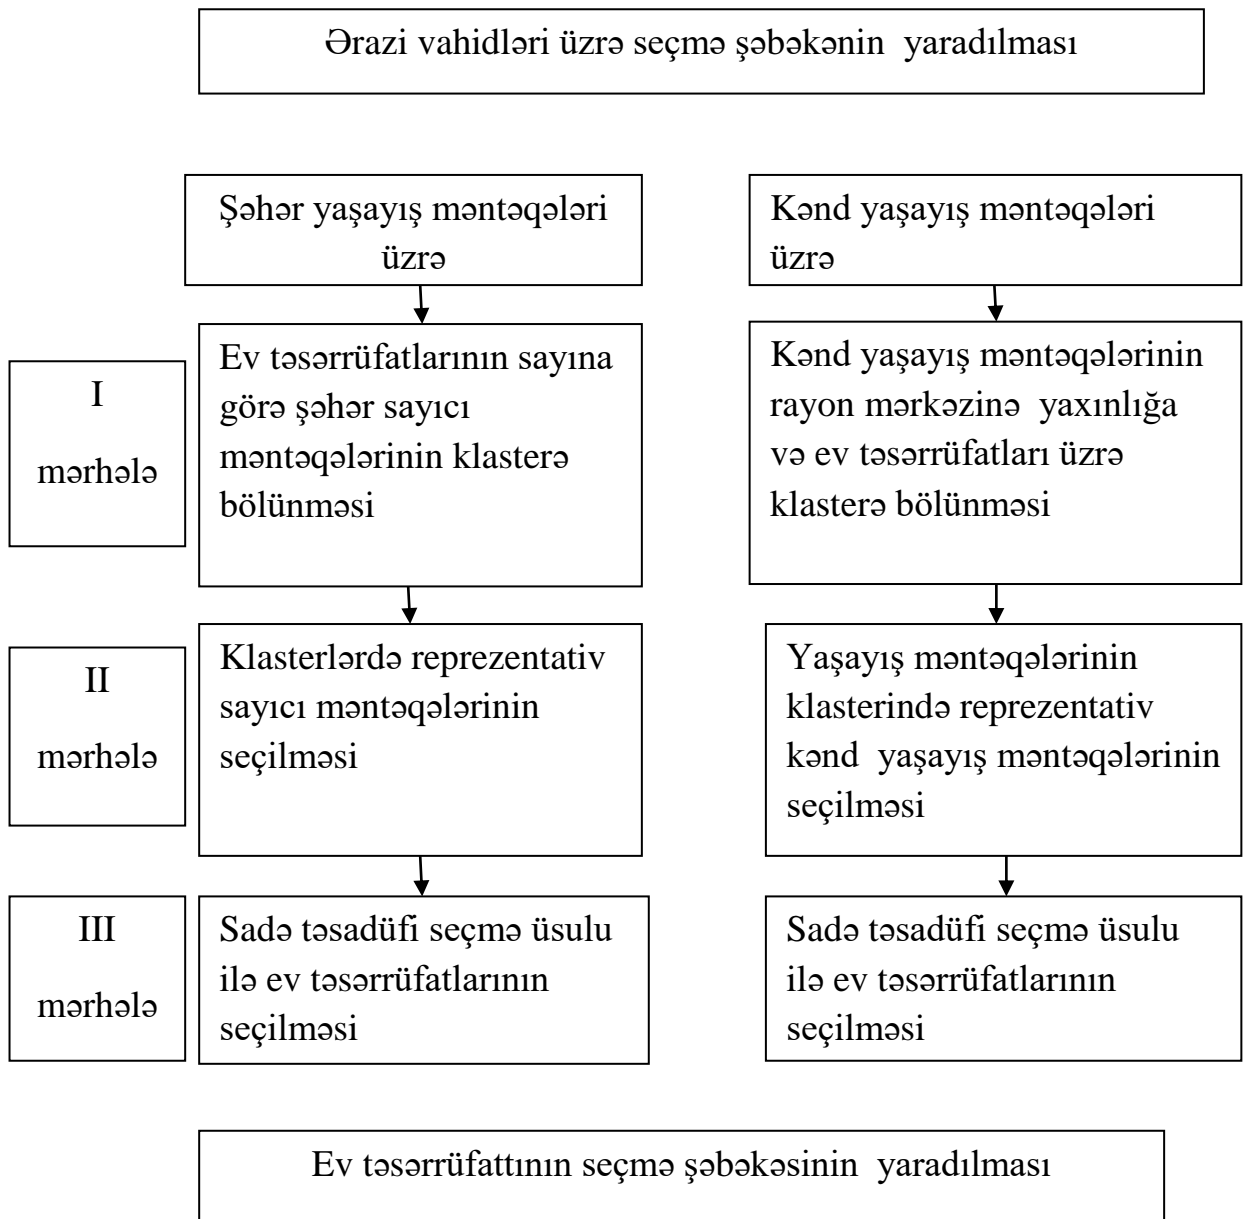 Ərazi vahidləri üzrə seçmə şəbəkənin yaradılması
Şəhər yaşayış məntəqələri
üzrə
Kənd yaşayış məntəqələri
üzrə
I
mərhələ
Ev təsərrüfatlarının sayına
görə şəhər sayıcı
məntəqələrinin klasterə
bölünməsi
Kənd yaşayış məntəqələrinin
rayon mərkəzinə yaxınlığa
və ev təsərrüfatları üzrə
klasterə bölünməsi
II
mərhələ
Klasterlərdə reprezentativ
sayıcı məntəqələrinin
seçilməsi
Yaşayış məntəqələrinin
klasterində reprezentativ
kənd yaşayış məntəqələrinin
seçilməsi
III
mərhələ
Sadə təsadüfi seçmə üsulu
ilə ev təsərrüfatlarının
seçilməsi
Sadə təsadüfi seçmə üsulu
ilə ev təsərrüfatlarının
seçilməsi
Ev təsərrüfattının seçmə şəbəkəsinin yaradılması